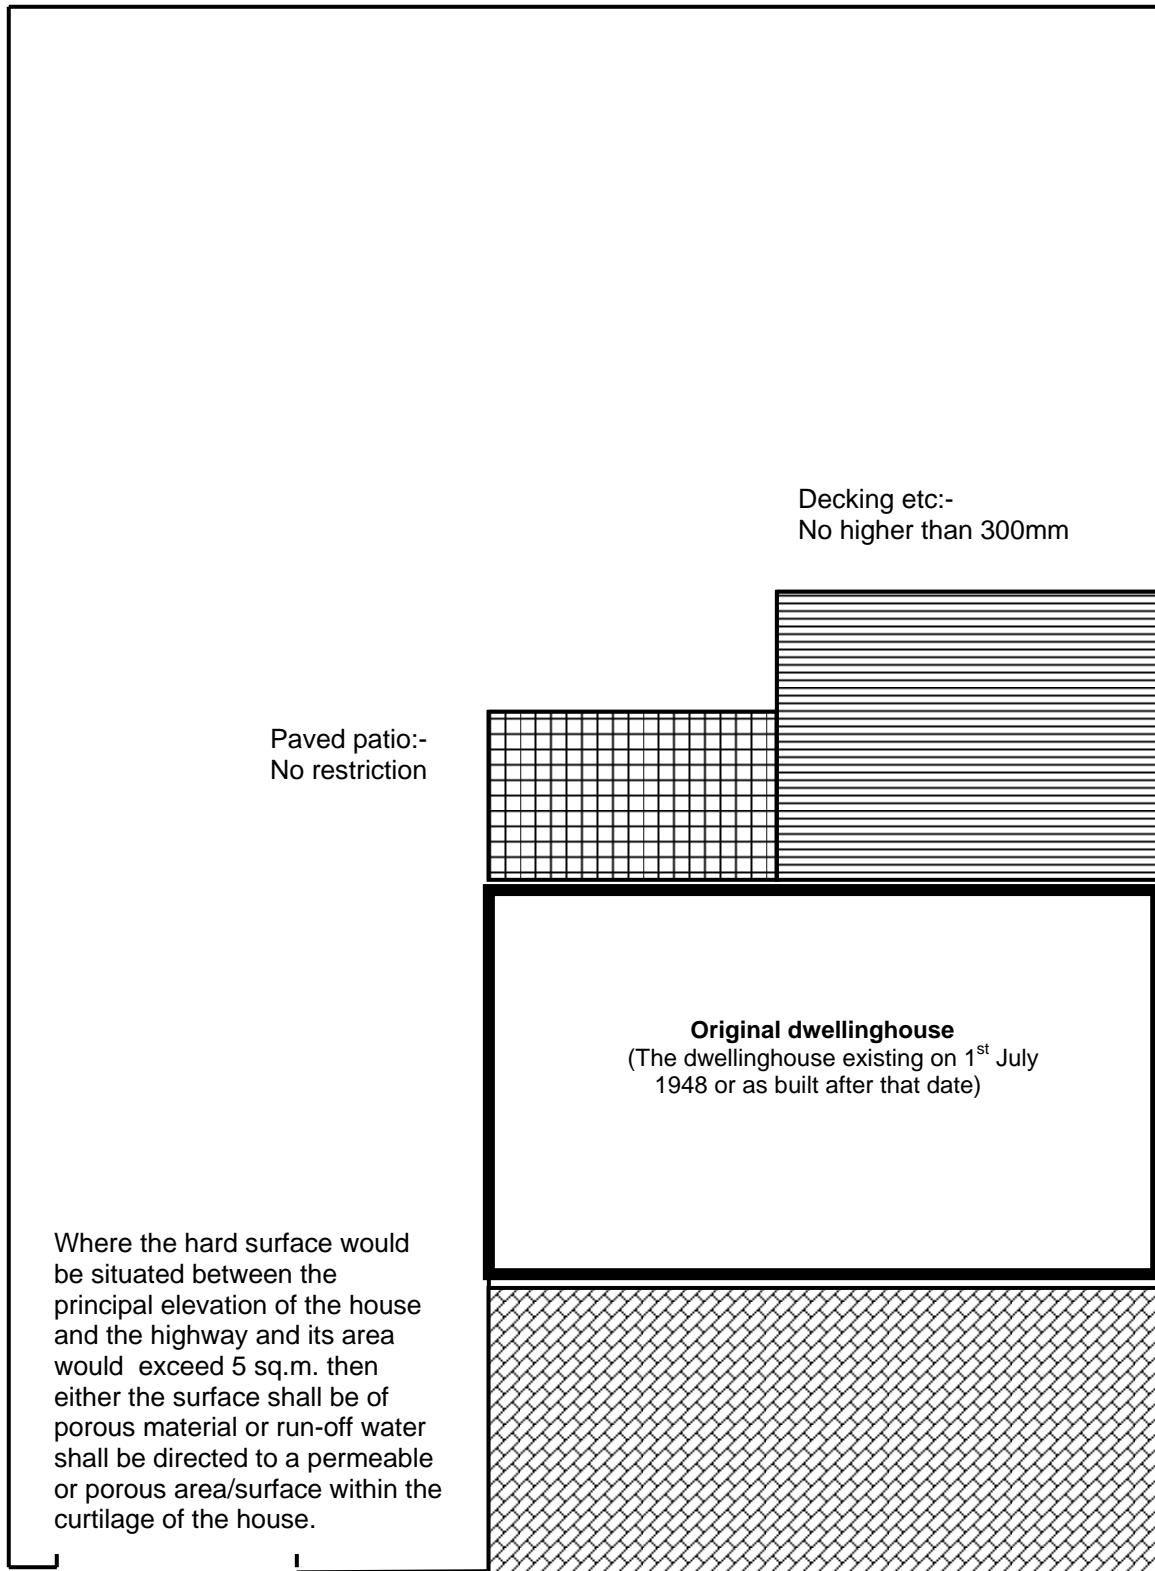 Decking etc:-
No higher than 300mm
Paved patio:-
No restriction
Original dwellinghouse
(The dwellinghouse existing on 1st July
1948 or as built after that date)
Where the hard surface would
be situated between the
principal elevation of the house
and the highway and its area
would exceed 5 sq.m. then
either the surface shall be of
porous material or run-off water
shall be directed to a permeable
or porous area/surface within the
curtilage of the house.